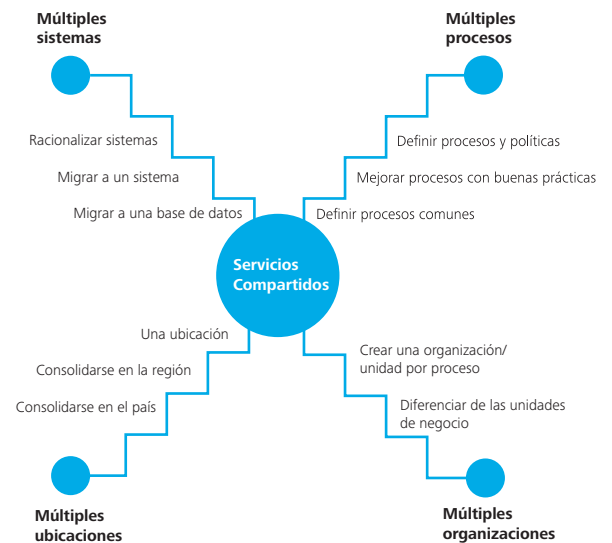 Múltiples
sistemas
Múltiples
procesos
Racionalizar sistemas
Migrar a un sistema
Migrar a una base de datos
Definir procesos y políticas
Mejorar procesos con buenas prácticas
Definir procesos comunes
Servicios
Compartidos
Una ubicación
Consolidarse en la región
Consolidarse en el país
Crear una organización/
unidad por proceso
Diferenciar de las unidades
de negocio
Múltiples
ubicaciones
Múltiples
organizaciones